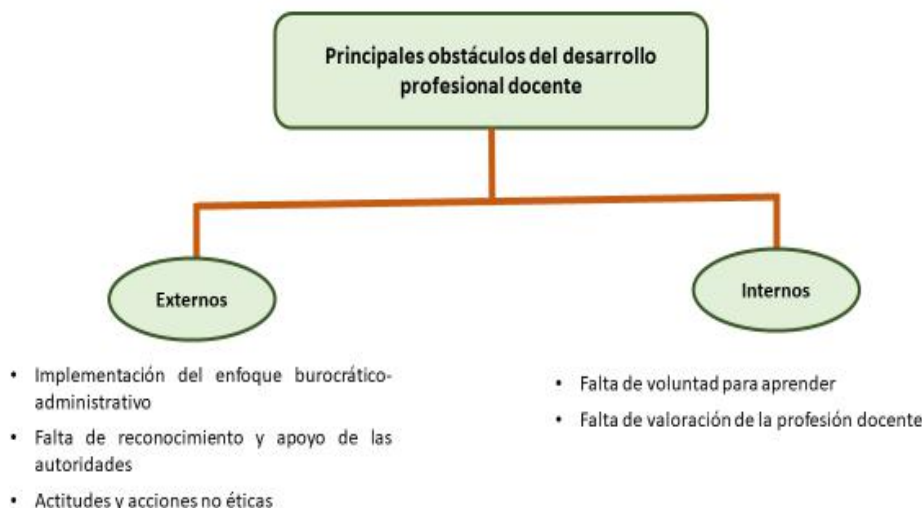 Principales obstáculos del desarrollo
profesional docente
Externos
Internos
• Implementación del enfoque burocrático-
administrativo
• Falta de reconocimiento y apoyo de las
autoridades
• Actitudes y acciones no éticas
• Falta de voluntad para aprender
• Falta de valoración de la profesión docente